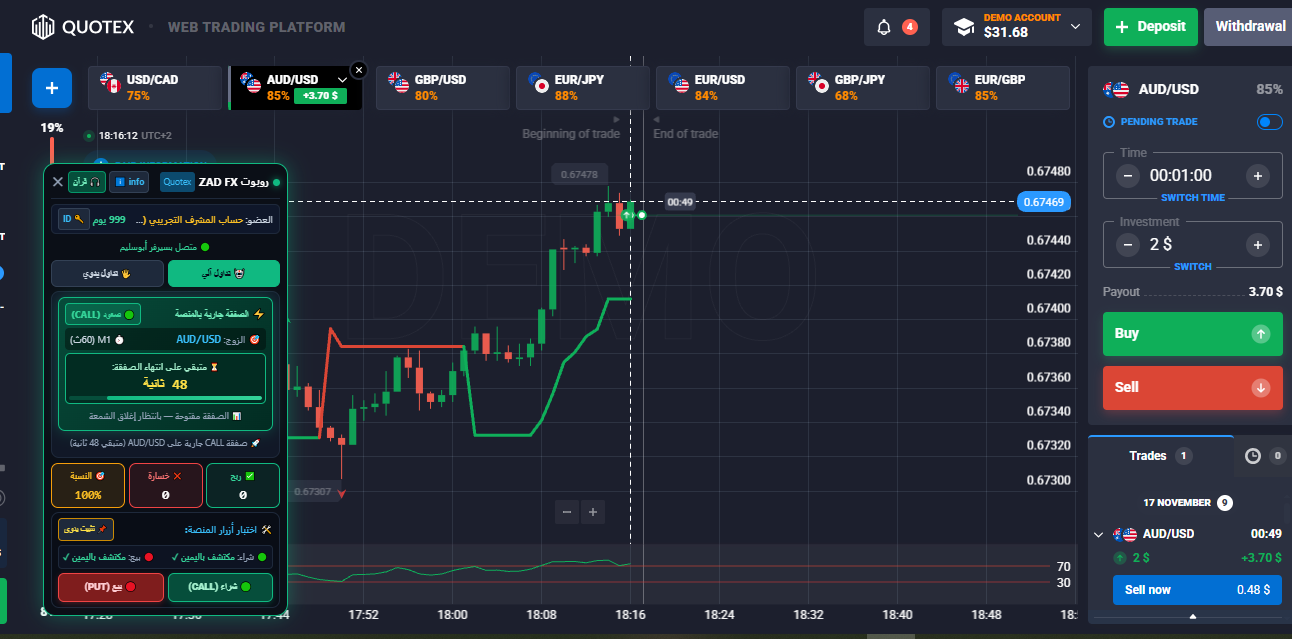 QUOTEX
WEB TRADING PLATFORM
4
DEMO ACCOUNT
$31.68
Deposit
Withdrawal
USD/CAD
75%
AUD/USD
85%
+3.70 $
GBP/USD
80%
EUR/JPY
88%
EUR/USD
84%
GBP/JPY
68%
EUR/GBP
85%
19%
18:16:12 UTC+2
Beginning of trade
End of trade
روبوت ZAD FX
Quotex
info
قرآن
العضو: حساب المشرف التجريبي (...
999 يوم
ID
متصل بسيرفر أبوسليم
تداول آلي
تداول يدوي
الصفقة جارية بالمنصة
صعود (CALL)
الزوج: AUD/USD
M1 (60ث)
متبقي على انتهاء الصفقة:
48 ثانية
الصفقة مفتوحة — بانتظار إغلاق الشمعة
صفقة CALL جارية على AUD/USD (متبقي 48 ثانية)
ربح
0
خسارة
0
النسبة
100%
اختبار أزرار المنصة:
تثبيت يدوي
شراء: مكتشف باليمين ✓
بيع: مكتشف باليمين ✓
شراء (CALL)
بيع (PUT)
0.67478
00:49
0.67307
0.67480
0.67469
0.67440
0.67420
0.67400
0.67380
0.67360
0.67340
0.67320
0.67300
70
30
17:44
17:52
18:00
18:08
18:16
18:24
18:32
18:40
18:48
AUD/USD
85%
PENDING TRADE
Time
00:01:00
SWITCH TIME
Investment
2 $
SWITCH
Payout
3.70 $
Buy
Sell
Trades
1
0
17 NOVEMBER
9
AUD/USD
00:49
2 $
+3.70 $
Sell now
0.48 $